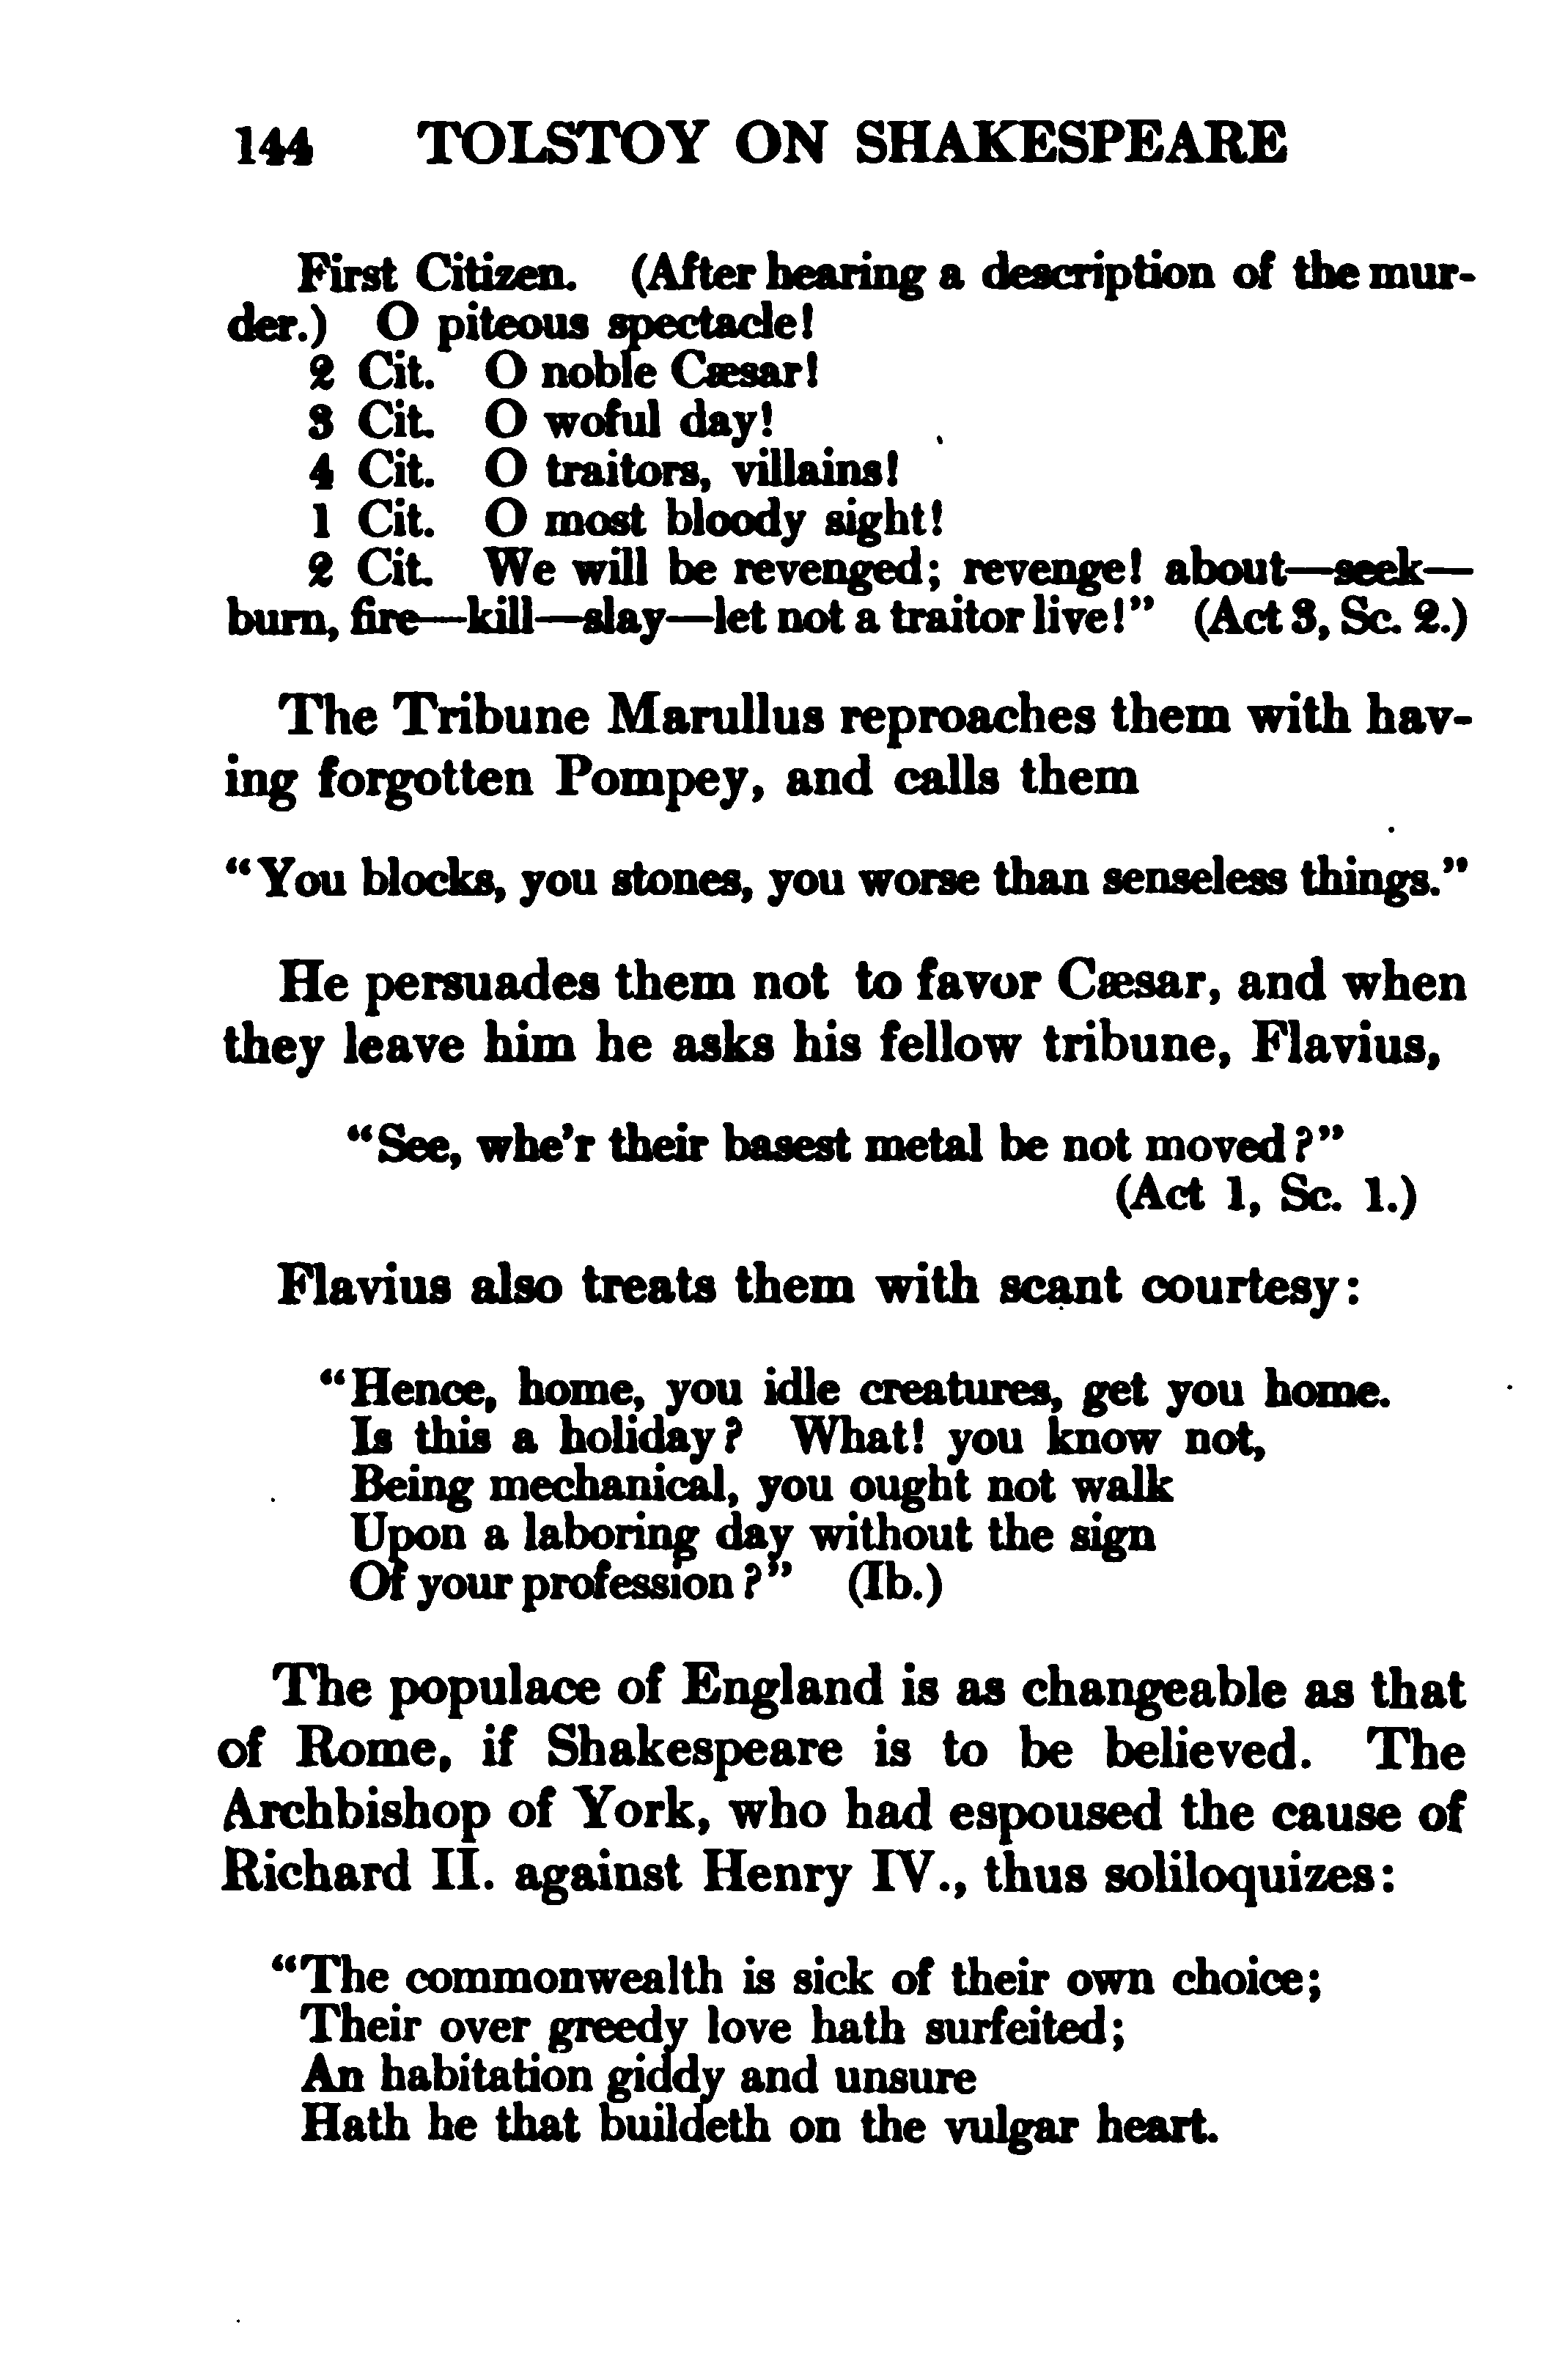 144 TOLSTOY ON SHAKESPEARE
First Citizen. (After hearing a description of the mur-
der.) O piteous spectacle!
2 Cit. O noble Cæsar!
3 Cit. O woful day!
4 Cit. O traitors, villains!
1 Cit. O most bloody sight!
2 Cit. We will be revenged; revenge! about—seek—
burn, fire—kill—slay—let not a traitor live!" (Act 3, Sc. 2.)
The Tribune Marullus reproaches them with hav-
ing forgotten Pompey, and calls them
"You blocks, you stones, you worse than senseless things."
He persuades them not to favor Cæsar, and when
they leave him he asks his fellow tribune, Flavius,
"See, whe'r their basest metal be not moved?"
(Act 1, Sc. 1.)
Flavius also treats them with scant courtesy:
"Hence, home, you idle creatures, get you home.
Is this a holiday? What! you know not,
Being mechanical, you ought not walk
Upon a laboring day without the sign
Of your profession?" (Ib.)
The populace of England is as changeable as that
of Rome, if Shakespeare is to be believed. The
Archbishop of York, who had espoused the cause of
Richard II. against Henry IV., thus soliloquizes:
"The commonwealth is sick of their own choice;
Their over greedy love hath surfeited;
An habitation giddy and unsure
Hath he that buildeth on the vulgar heart.